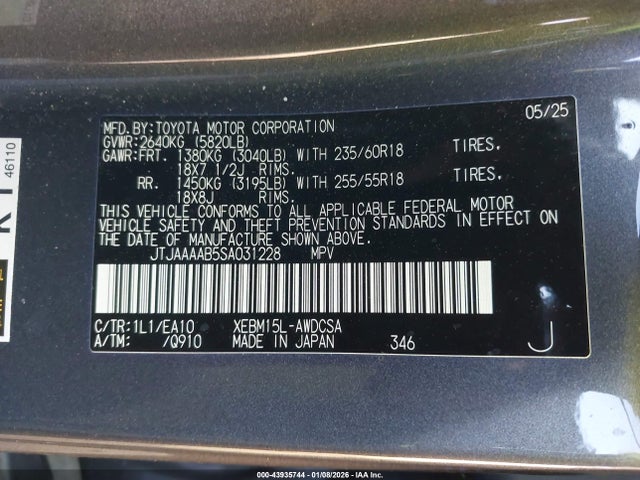 MFD.BY:TOYOTA MOTOR CORPORATION 05/25
GVWR:2640KG (5820LB)
GAWR:FRT. 1380KG (3040LB) WITH 235/60R18 TIRES.
18X7 1/2J RIMS.
RR. 1450KG (3195LB) WITH 255/55R18 TIRES.
18X8J RIMS.
THIS VEHICLE CONFORMS TO ALL APPLICABLE FEDERAL MOTOR
VEHICLE SAFETY AND THEFT PREVENTION STANDARDS IN EFFECT ON
THE DATE OF MANUFACTURE SHOWN ABOVE.
JTJAAAAB5SA031228 MPV
C/TR:1L1/EA10 XEBM15L-AWDCSA
A/TM: /Q910 MADE IN JAPAN 346 J
46110
000-43935744 - 01/08/2026 - IAA Inc.